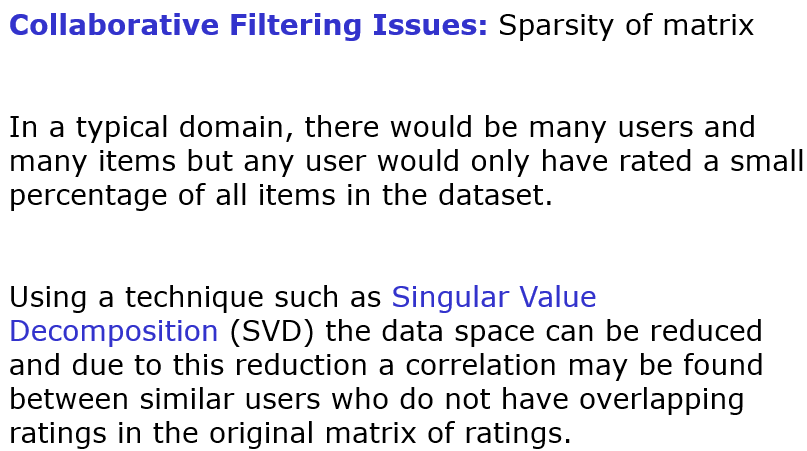 Collaborative Filtering Issues: Sparsity of matrix
In a typical domain, there would be many users and
many items but any user would only have rated a small
percentage of all items in the dataset.
Using a technique such as Singular Value
Decomposition (SVD) the data space can be reduced
and due to this reduction a correlation may be found
between similar users who do not have overlapping
ratings in the original matrix of ratings.